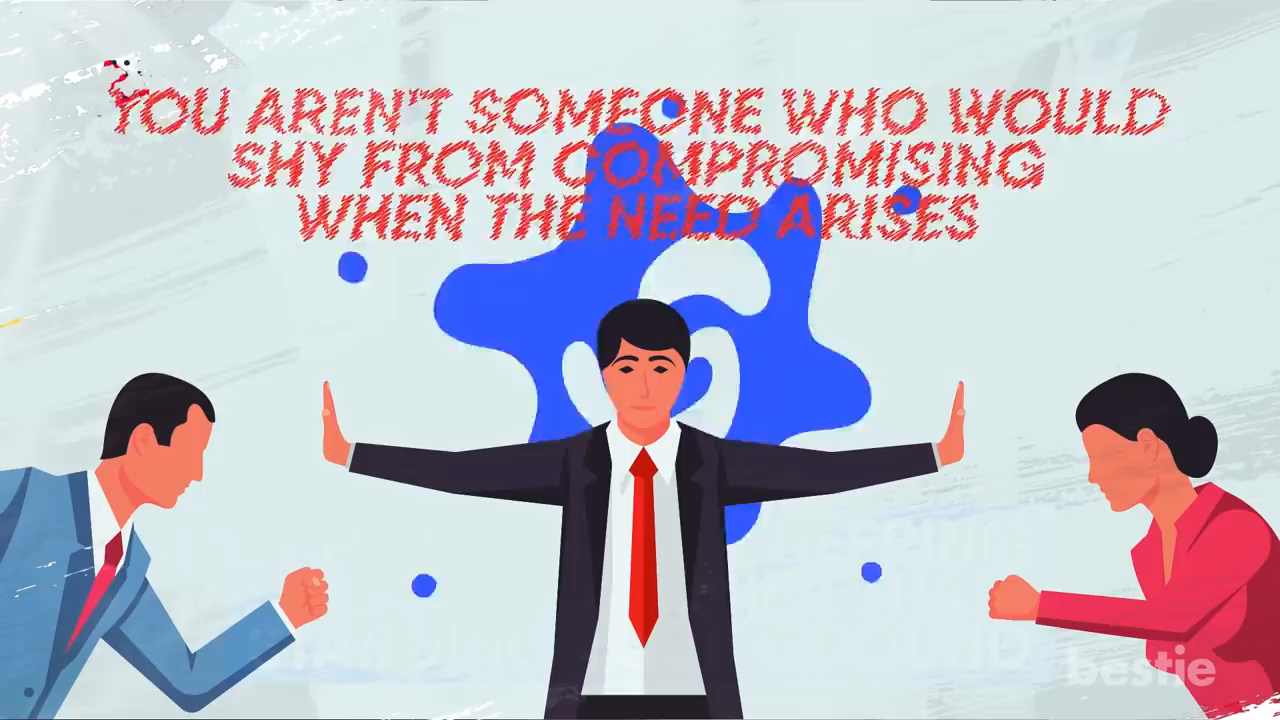 YOU AREN'T SOMEONE WHO WOULD
SHY FROM COMPROMISING
WHEN THE NEED ARISES
bestie